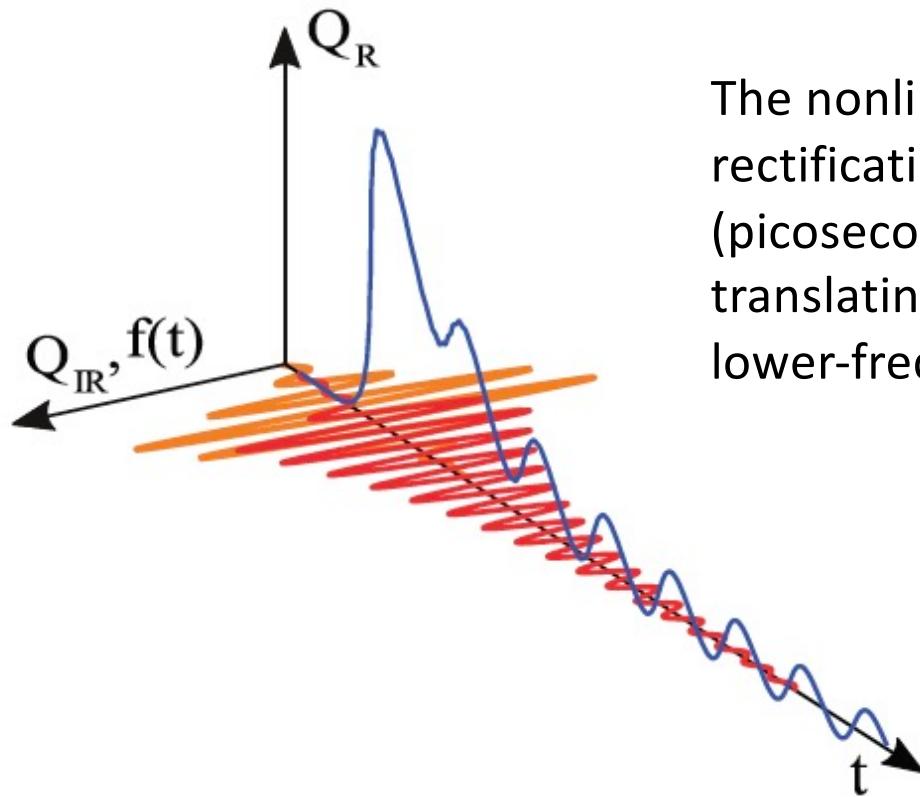 Q_R
The nonli
rectificati
(picoseco
translatin
lower-freq
Q_IR, f(t)
t